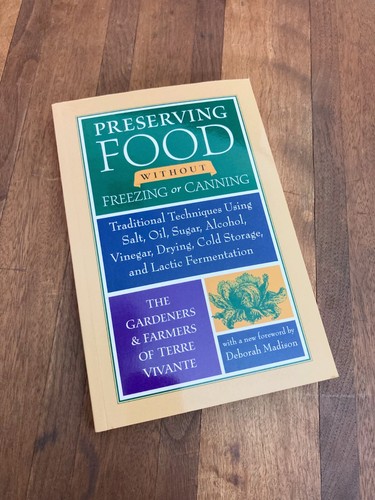 PRESERVING
FOOD
WITHOUT
FREEZING or CANNING
Traditional Techniques Using
Salt, Oil, Sugar, Alcohol,
Vinegar, Drying, Cold Storage,
and Lactic Fermentation
THE
GARDENERS
& FARMERS
OF TERRE
VIVANTE
with a new foreword by
Deborah Madison